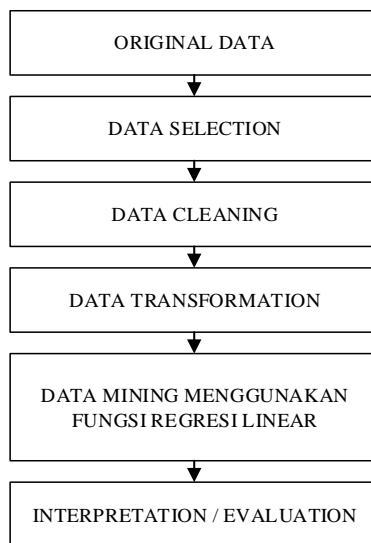 ORIGINAL DATA
DATA SELECTION
DATA CLEANING
DATA TRANSFORMATION
DATA MINING MENGGUNAKAN
FUNGSI REGRESI LINEAR
INTERPRETATION / EVALUATION